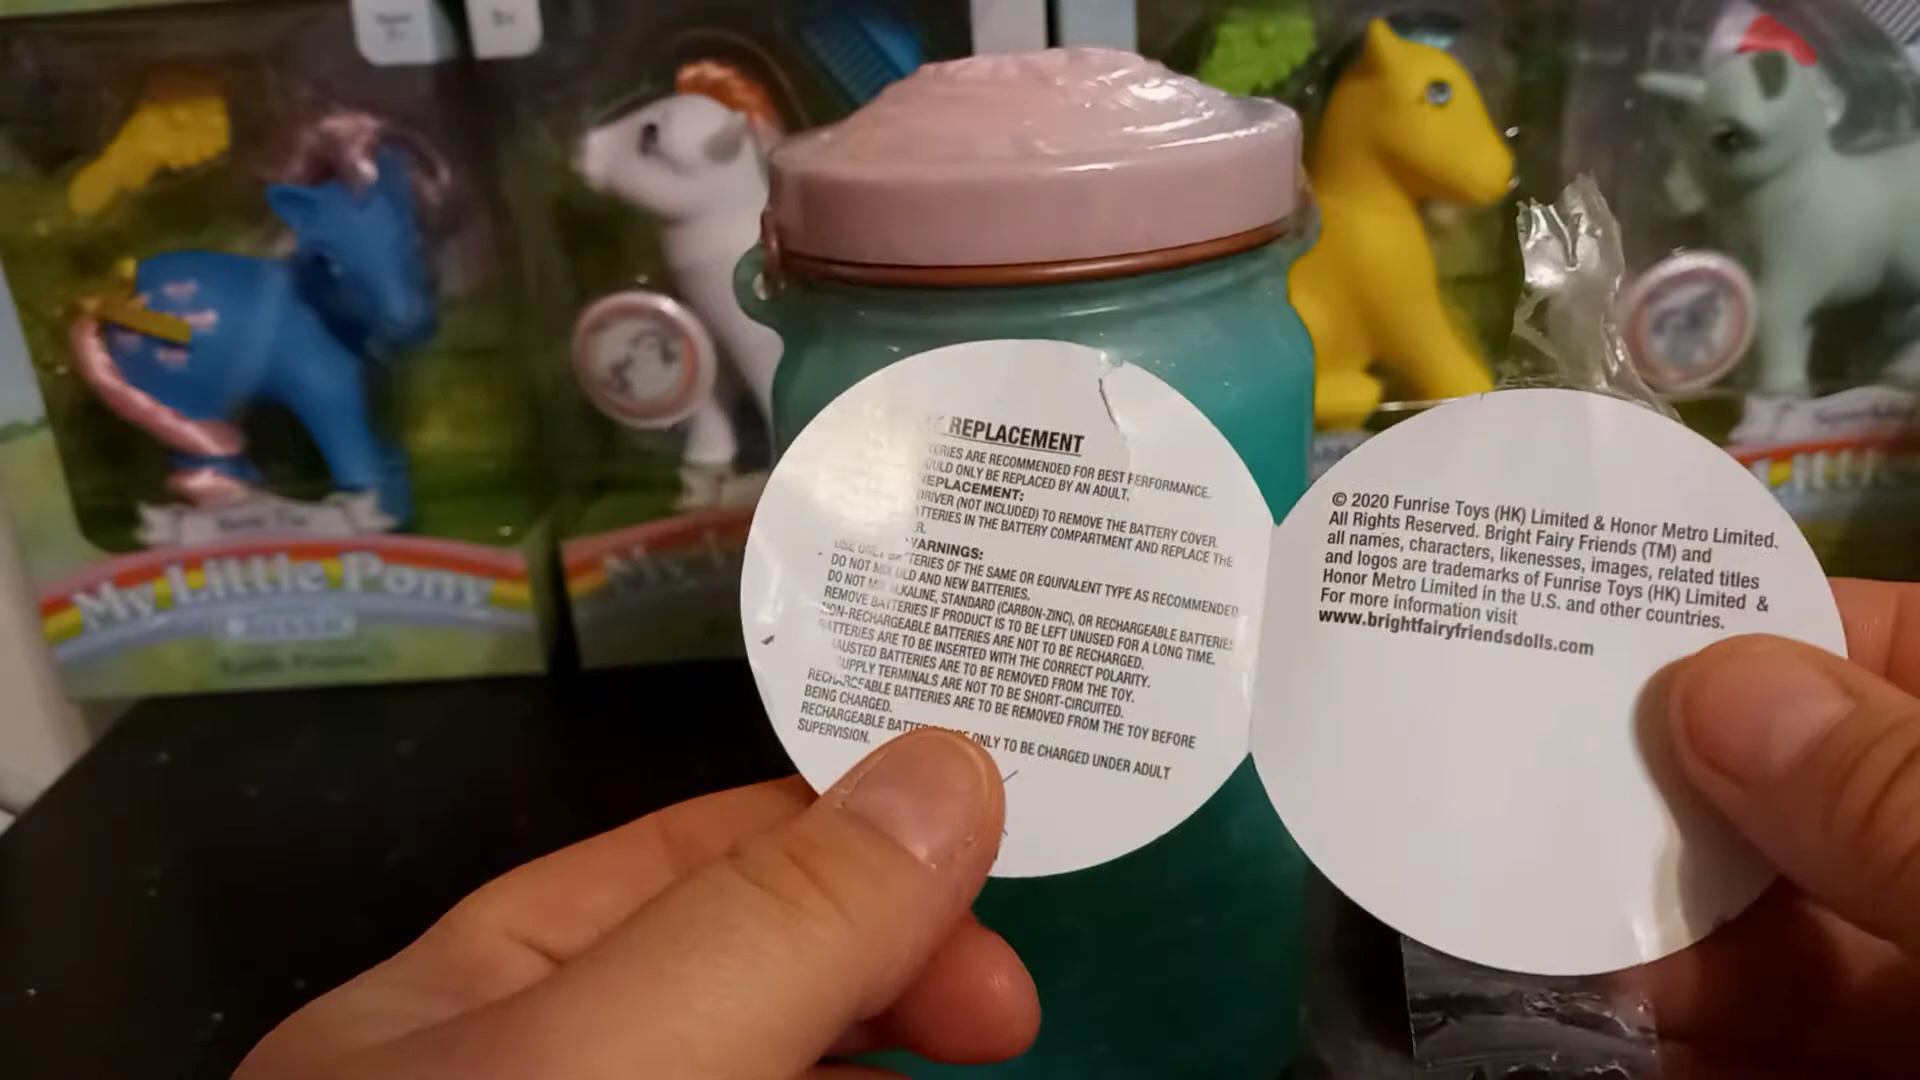 REPLACEMENT
TERIES ARE RECOMMENDED FOR BEST PERFORMANCE.
OULD ONLY BE REPLACED BY AN ADULT.
REPLACEMENT:
DRIVER (NOT INCLUDED) TO REMOVE THE BATTERY COVER.
ATTERIES IN THE BATTERY COMPARTMENT AND REPLACE THE
R.
WARNINGS:
USE ONLY BATTERIES OF THE SAME OR EQUIVALENT TYPE AS RECOMMENDED
DO NOT MIX OLD AND NEW BATTERIES.
DO NOT MIX ALKALINE, STANDARD (CARBON-ZINC), OR RECHARGEABLE BATTERIES
REMOVE BATTERIES IF PRODUCT IS TO BE LEFT UNUSED FOR A LONG TIME.
NON-RECHARGEABLE BATTERIES ARE NOT TO BE RECHARGED.
BATTERIES ARE TO BE INSERTED WITH THE CORRECT POLARITY.
AUSTED BATTERIES ARE TO BE REMOVED FROM THE TOY.
UPPLY TERMINALS ARE NOT TO BE SHORT-CIRCUITED.
RECHARGEABLE BATTERIES ARE TO BE REMOVED FROM THE TOY BEFORE
BEING CHARGED.
RECHARGEABLE BATTERIES ARE ONLY TO BE CHARGED UNDER ADULT
SUPERVISION.
© 2020 Funrise Toys (HK) Limited & Honor Metro Limited.
All Rights Reserved. Bright Fairy Friends (TM) and
all names, characters, likenesses, images, related titles
and logos are trademarks of Funrise Toys (HK) Limited &
Honor Metro Limited in the U.S. and other countries.
For more information visit
www.brightfairyfriendsdolls.com
My Little Pony
Little